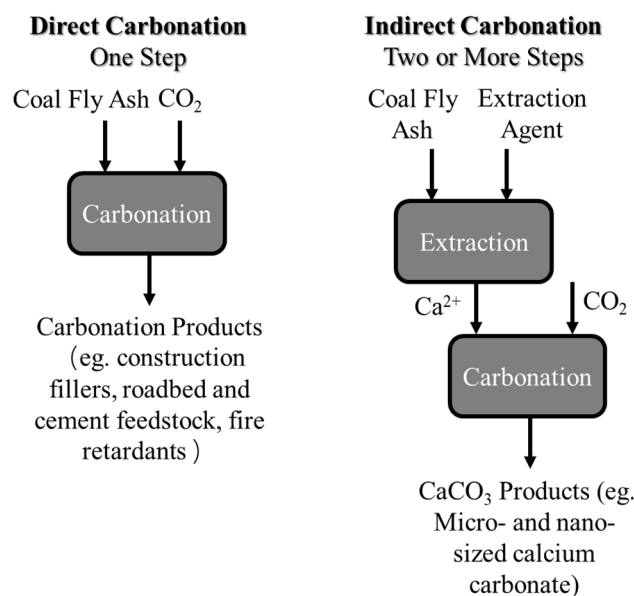 Direct Carbonation
One Step
Coal Fly Ash CO₂
Carbonation
Carbonation Products
(eg. construction
fillers, roadbed and
cement feedstock, fire
retardants )
Indirect Carbonation
Two or More Steps
Coal Fly Extraction
Ash Agent
Extraction
Ca²⁺ CO₂
Carbonation
CaCO₃ Products (eg.
Micro- and nano-
sized calcium
carbonate)